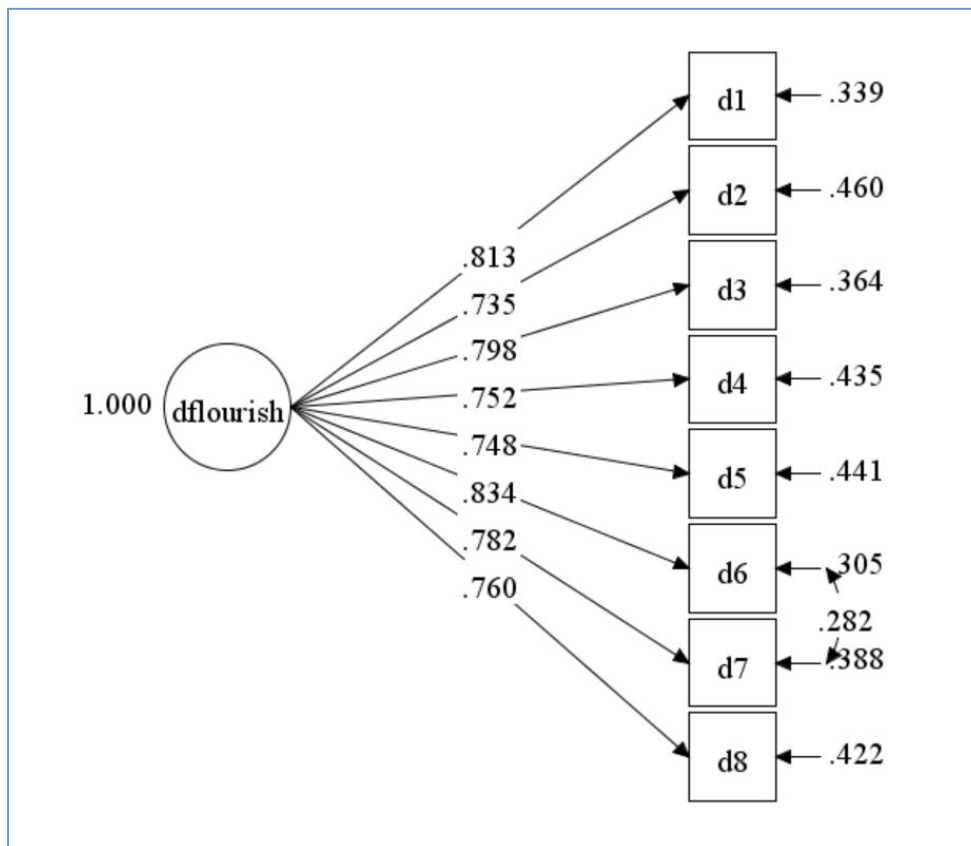 d1
.339
d2
.460
.813
.735
d3
.364
.798
1.000
dflourish
.752
d4
.435
.748
d5
.441
.834
.782
d6
.305
.760
.282
d7
.388
d8
.422